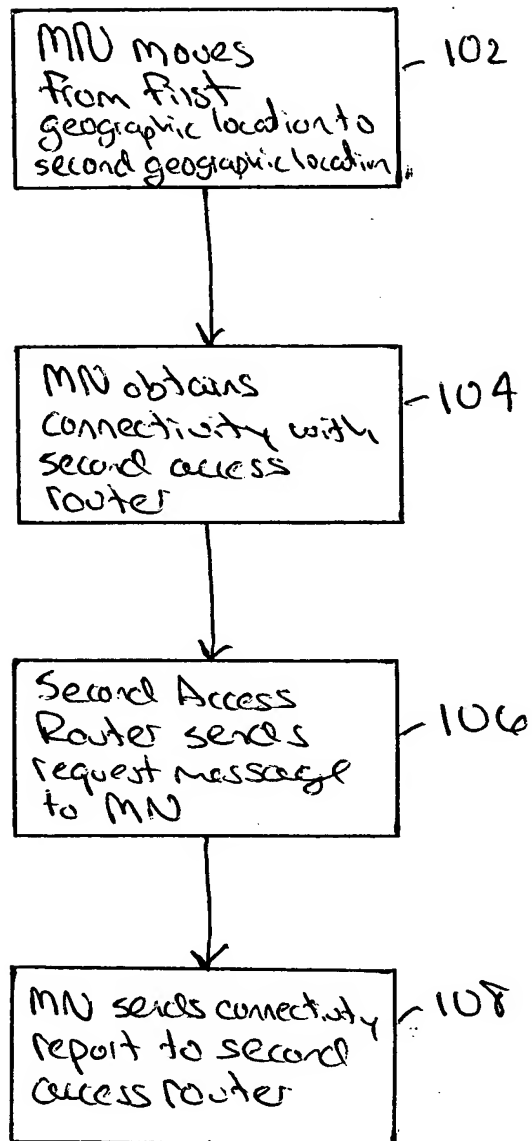 MN moves
from first
geographic location to
second geographic location
102
MN obtains
connectivity with
second access
router
104
Second Access
Router sends
request message
to MN
106
MN sends connectivity
report to second
access router
108